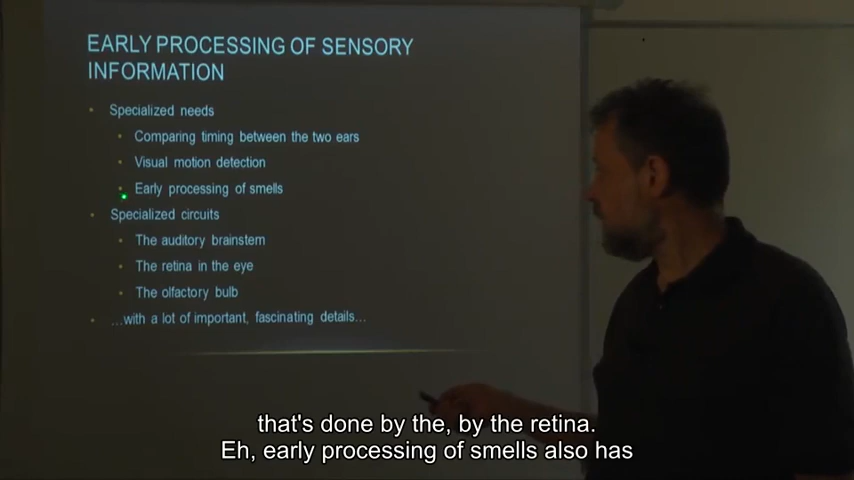 EARLY PROCESSING OF SENSORY
INFORMATION
Specialized needs
Comparing timing between the two ears
Visual motion detection
Early processing of smells
Specialized circuits
The auditory brainstem
The retina in the eye
The olfactory bulb
...with a lot of important, fascinating details...
that's done by the, by the retina.
Eh, early processing of smells also has